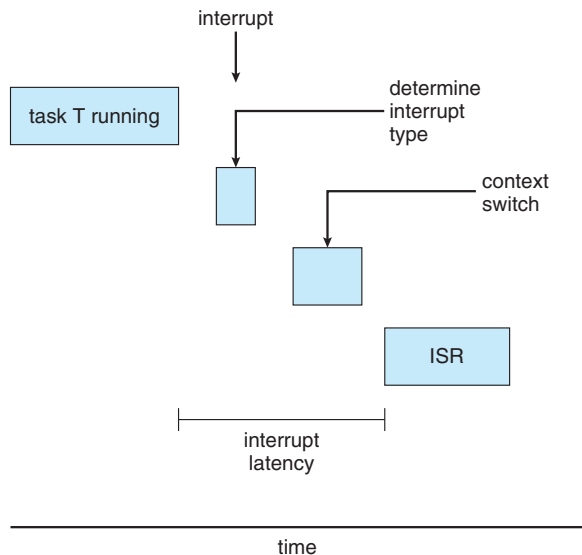 interrupt
task T running
determine
interrupt
type
context
switch
ISR
interrupt
latency
time